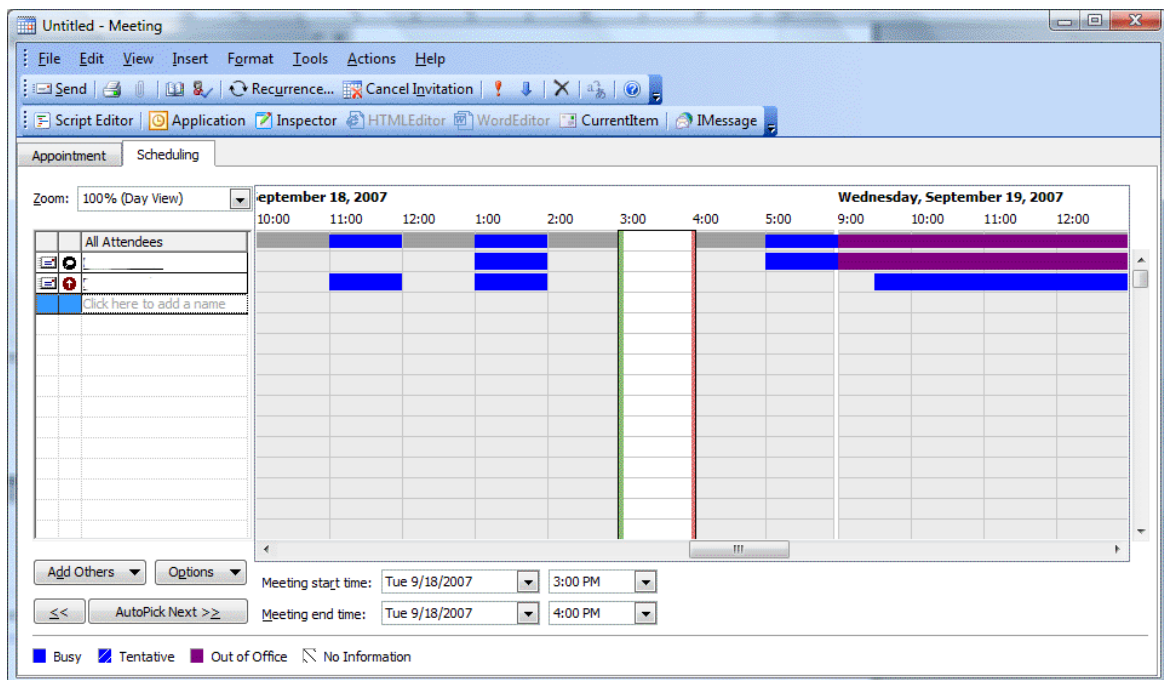 Untitled - Meeting
File Edit View Insert Format Tools Actions Help
Send Recurrence... Cancel Invitation
Script Editor Application Inspector HTMLEditor WordEditor CurrentItem IMessage
Appointment Scheduling
Zoom: 100% (Day View) eptember 18, 2007 Wednesday, September 19, 2007
10:00 11:00 12:00 1:00 2:00 3:00 4:00 5:00 9:00 10:00 11:00 12:00
All Attendees
Click here to add a name
Add Others Options Meeting start time: Tue 9/18/2007 3:00 PM
<< AutoPick Next >> Meeting end time: Tue 9/18/2007 4:00 PM
Busy Tentative Out of Office No Information